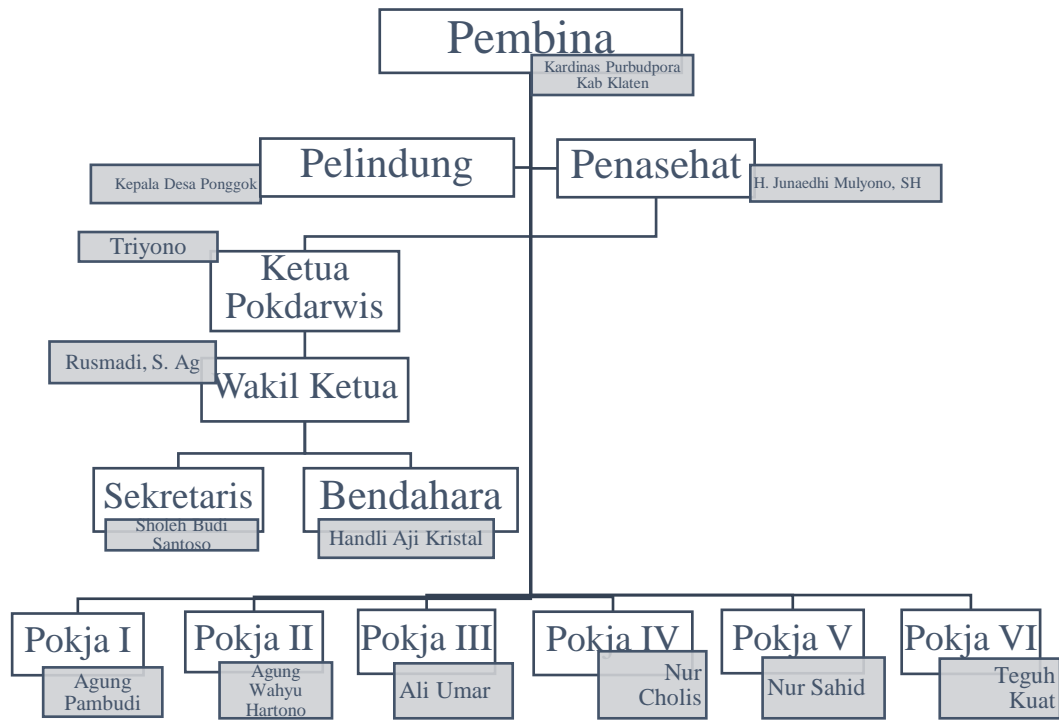 Pembina
Kardinas Purbudpora
Kab Klaten
Pelindung
Kepala Desa Ponggok
Penasehat
H. Junaedhi Mulyono, SH
Triyono
Ketua
Pokdarwis
Rusmadi, S. Ag
Wakil Ketua
Sekretaris
Sholeh Budi
Santoso
Bendahara
Handli Aji Kristal
Pokja I
Agung
Pambudi
Pokja II
Agung
Wahyu
Hartono
Pokja III
Ali Umar
Pokja IV
Nur
Cholis
Pokja V
Nur Sahid
Pokja VI
Teguh
Kuat